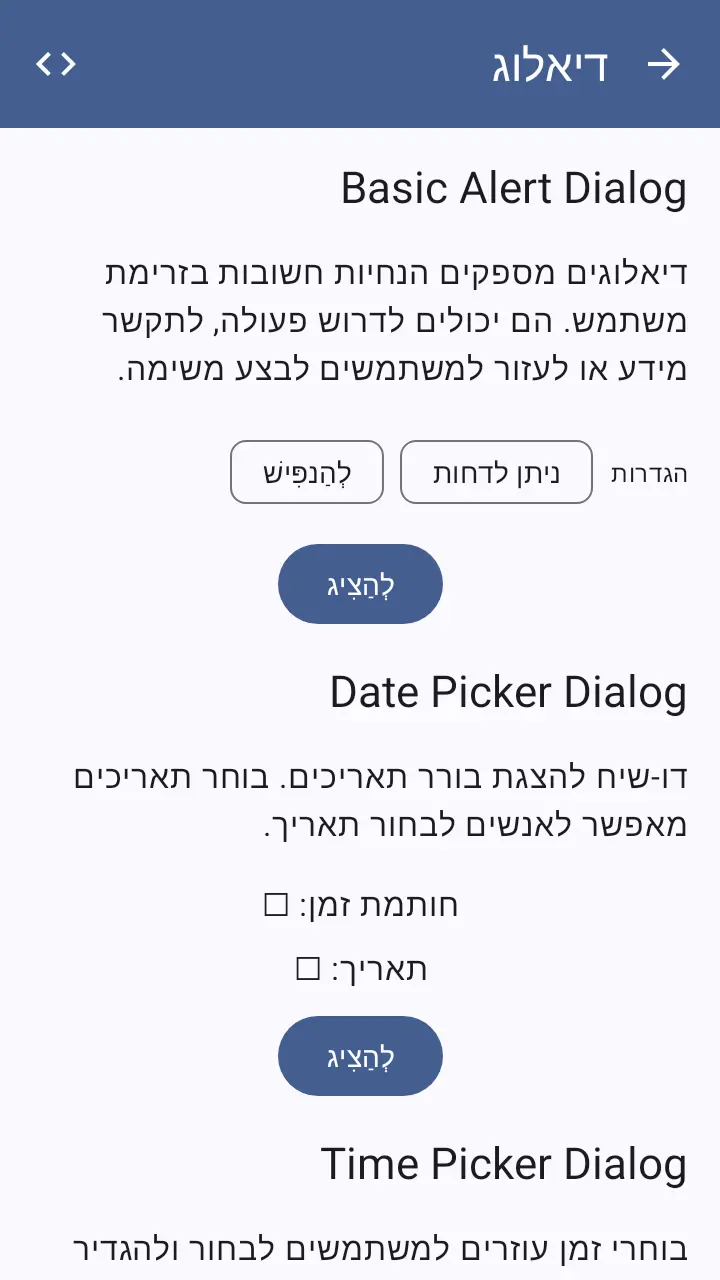 דיאלוג
Basic Alert Dialog
דיאלוגים מספקים הנחיות חשובות בזרימת
משתמש. הם יכולים לדרוש פעולה, לתקשר
מידע או לעזור למשתמשים לבצע משימה.
הגדרות ניתן לדחות לְהַנפִּישׁ
לְהַצִיג
Date Picker Dialog
דו-שיח להצגת בורר תאריכים. בוחר תאריכים
מאפשר לאנשים לבחור תאריך.
חותמת זמן: ☐
תאריך: ☐
לְהַצִיג
Time Picker Dialog
בוחרי זמן עוזרים למשתמשים לבחור ולהגדיר